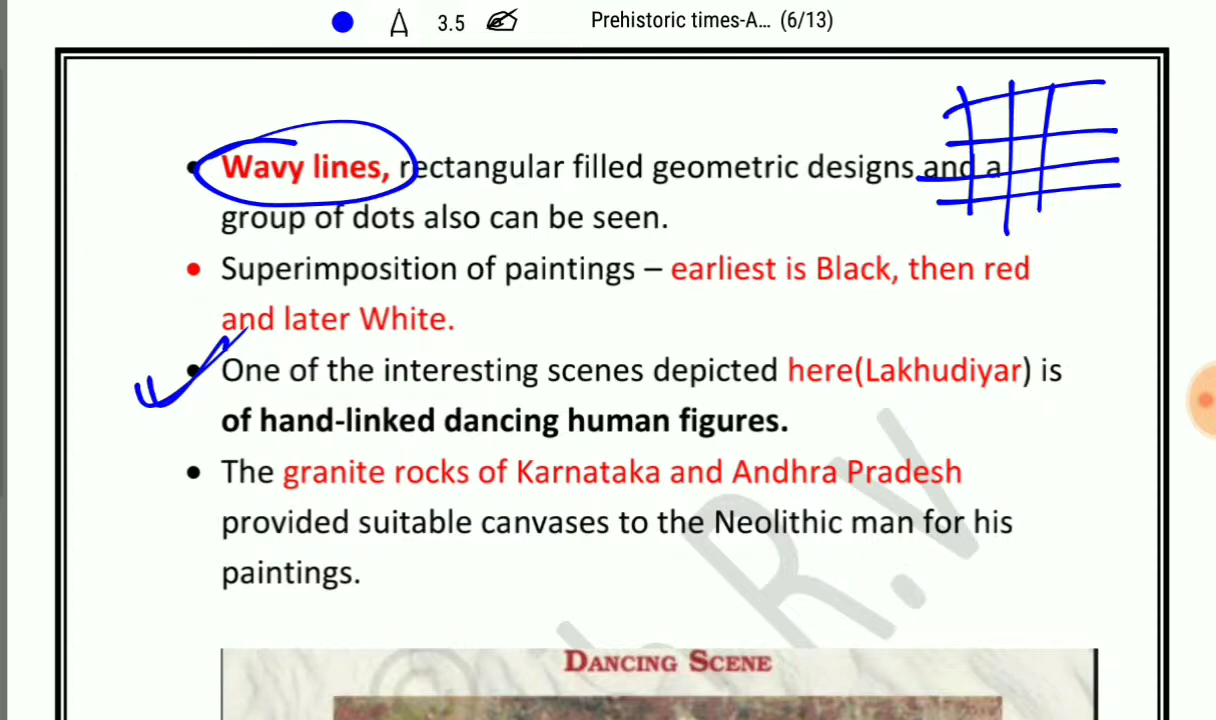 3.5 Prehistoric times-A... (6/13)
• Wavy lines, rectangular filled geometric designs and a
group of dots also can be seen.
• Superimposition of paintings – earliest is Black, then red
and later White.
• One of the interesting scenes depicted here(Lakhudiyar) is
of hand-linked dancing human figures.
• The granite rocks of Karnataka and Andhra Pradesh
provided suitable canvases to the Neolithic man for his
paintings.
R.V
DANCING SCENE